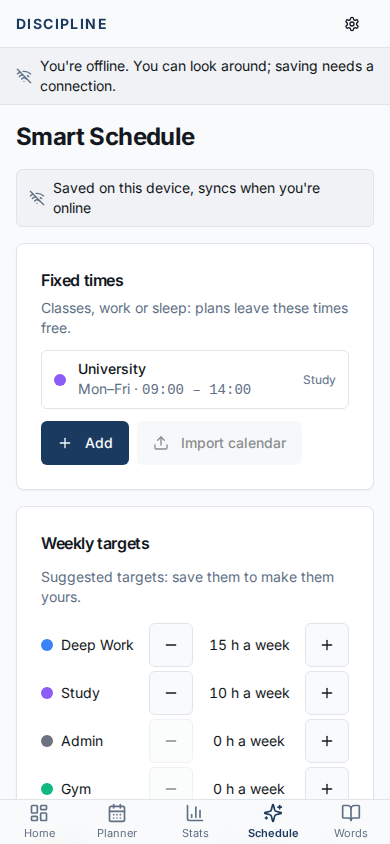 DISCIPLINE
You're offline. You can look around; saving needs a
connection.
Smart Schedule
Saved on this device, syncs when you're
online
Fixed times
Classes, work or sleep: plans leave these times
free.
University
Mon–Fri · 09:00 – 14:00
Study
Add
Import calendar
Weekly targets
Suggested targets: save them to make them
yours.
Deep Work
15 h a week
Study
10 h a week
Admin
0 h a week
Gym
0 h a week
Home
Planner
Stats
Schedule
Words